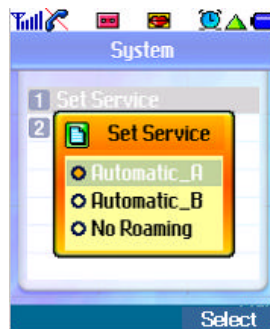 System
1 Set Service
2
Set Service
Automatic_A
Automatic_B
No Roaming
Select